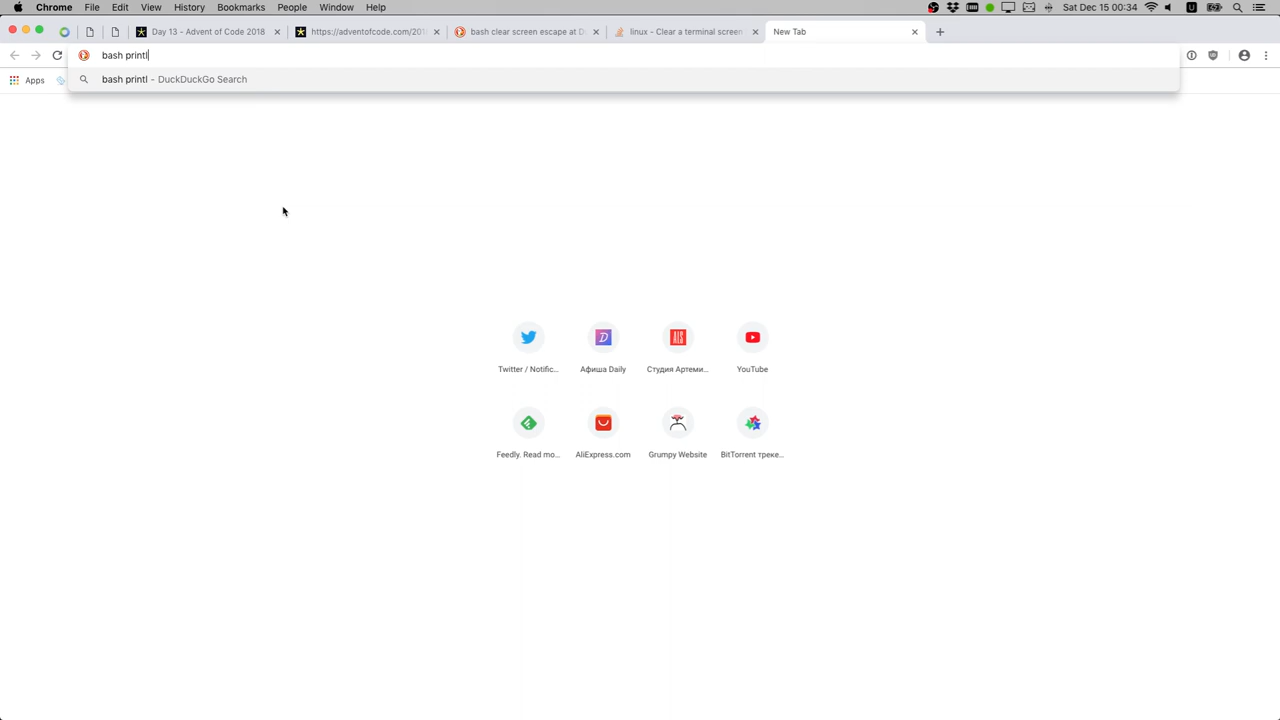 Chrome File Edit View History Bookmarks People Window Help Sat Dec 15 00:34
Day 13 - Advent of Code 2018 https://adventofcode.com/201 bash clear screen escape at D linux - Clear a terminal screen New Tab
bash printl
Apps bash printl - DuckDuckGo Search
Twitter / Notific... Афиша Daily Студия Артеми... YouTube
Feedly. Read mo... AliExpress.com Grumpy Website BitTorrent треке...